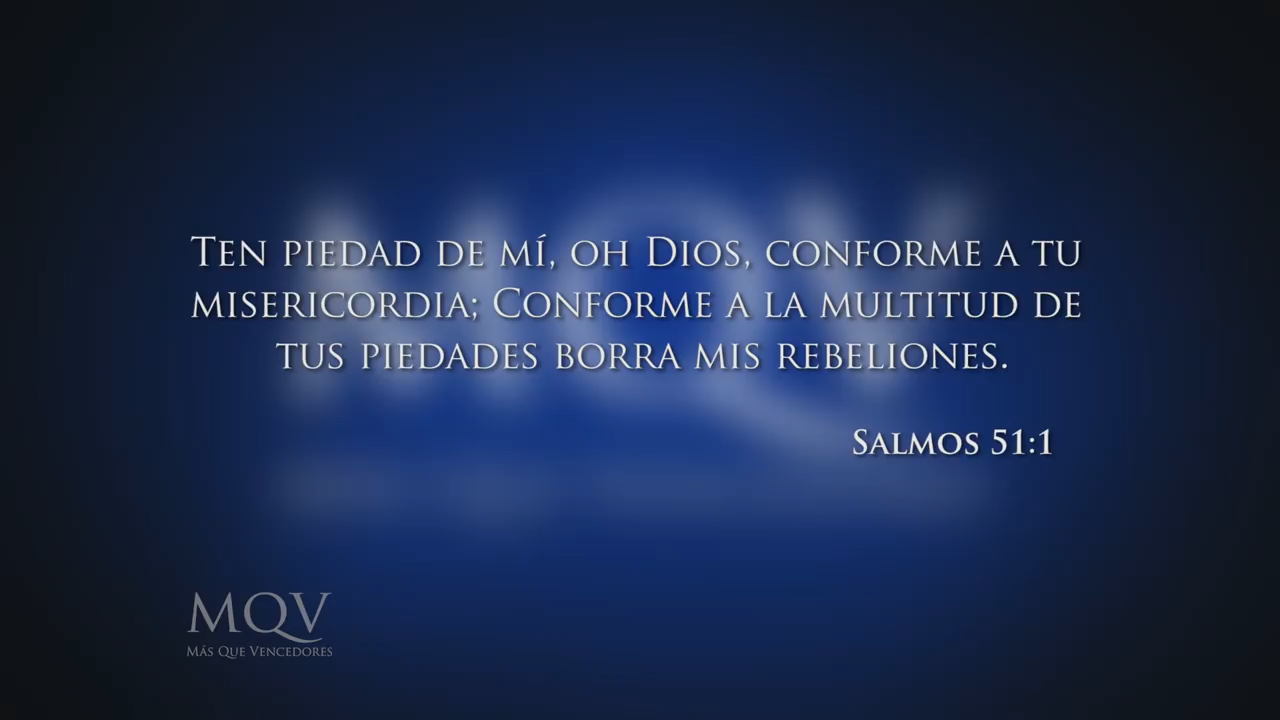 Ten piedad de mí, oh Dios, conforme a tu
misericordia; Conforme a la multitud de
tus piedades borra mis rebeliones.
Salmos 51:1
MQV
Más Que Vencedores